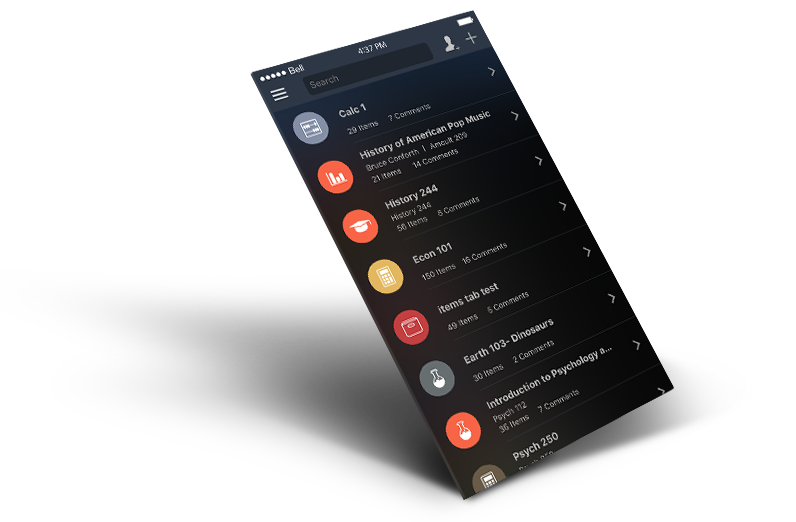 Bell 4:37 PM
Search
Calc 1
29 Items 7 Comments
History of American Pop Music
Bruce Conforth | Amcult 209
21 Items 14 Comments
History 244
History 244
56 Items 8 Comments
Econ 101
150 Items 16 Comments
items tab test
49 Items 5 Comments
Earth 103- Dinosaurs
30 Items 2 Comments
Introduction to Psychology a...
Psych 112
36 Items 7 Comments
Psych 250